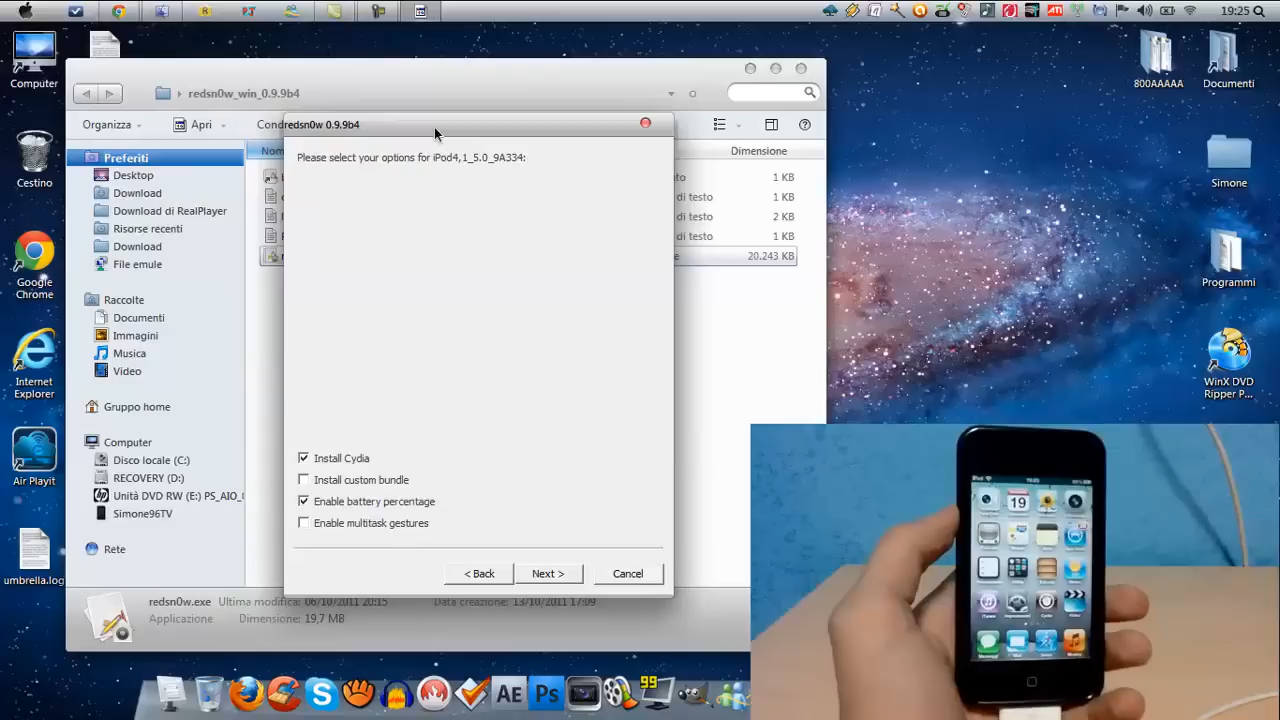 19:25
redsn0w_win_0.9.9b4
Organizza
Apri
Cond
redsn0w 0.9.9b4
Please select your options for iPod4,1_5.0_9A334:
Preferiti
Desktop
Download
Download di RealPlayer
Risorse recenti
Download
File emule
Raccolte
Documenti
Immagini
Musica
Video
Gruppo home
Computer
Disco locale (C:)
RECOVERY (D:)
Unità DVD RW (E:) PS_AIO_
Simone96TV
Rete
Nom
Dimensione
1 KB
di testo 1 KB
di testo 2 KB
di testo 1 KB
20.243 KB
Install Cydia
Install custom bundle
Enable battery percentage
Enable multitask gestures
< Back
Next >
Cancel
redsn0w.exe Ultima modifica: 06/10/2011 20:15 Data creazione: 13/10/2011 17:09
Applicazione Dimensione: 19,7 MB
Computer
Cestino
Google
Chrome
Internet
Explorer
Air Playit
umbrella.log
800AAAAA
Documenti
Simone
Programmi
WinX DVD
Ripper P...
99
AE
Ps
19